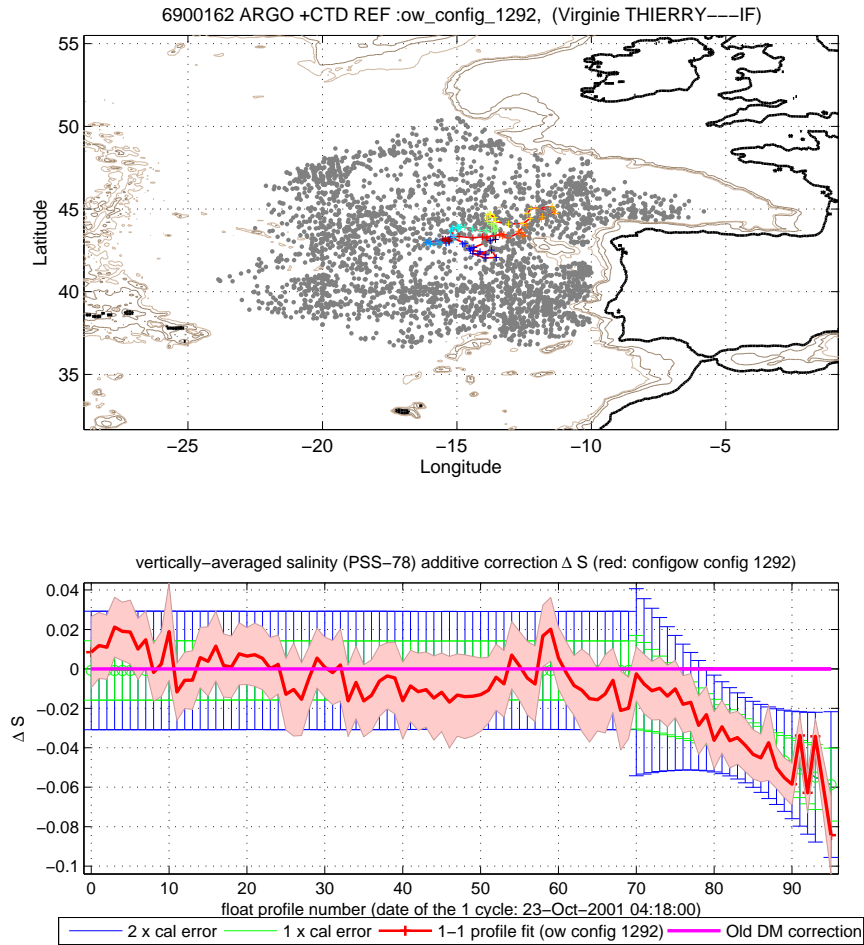 6900162 ARGO +CTD REF :ow_config_1292, (Virginie THIERRY−−−IF)
55
50
45
40
35
Latitude
−25
−20
−15
−10
−5
Longitude
vertically−averaged salinity (PSS−78) additive correction Δ S (red: configow config 1292)
0.04
0.02
0
−0.02
−0.04
−0.06
−0.08
−0.1
Δ S
0
10
20
30
40
50
60
70
80
90
float profile number (date of the 1 cycle: 23−Oct−2001 04:18:00)
2 x cal error
1 x cal error
1−1 profile fit (ow config 1292)
Old DM correction